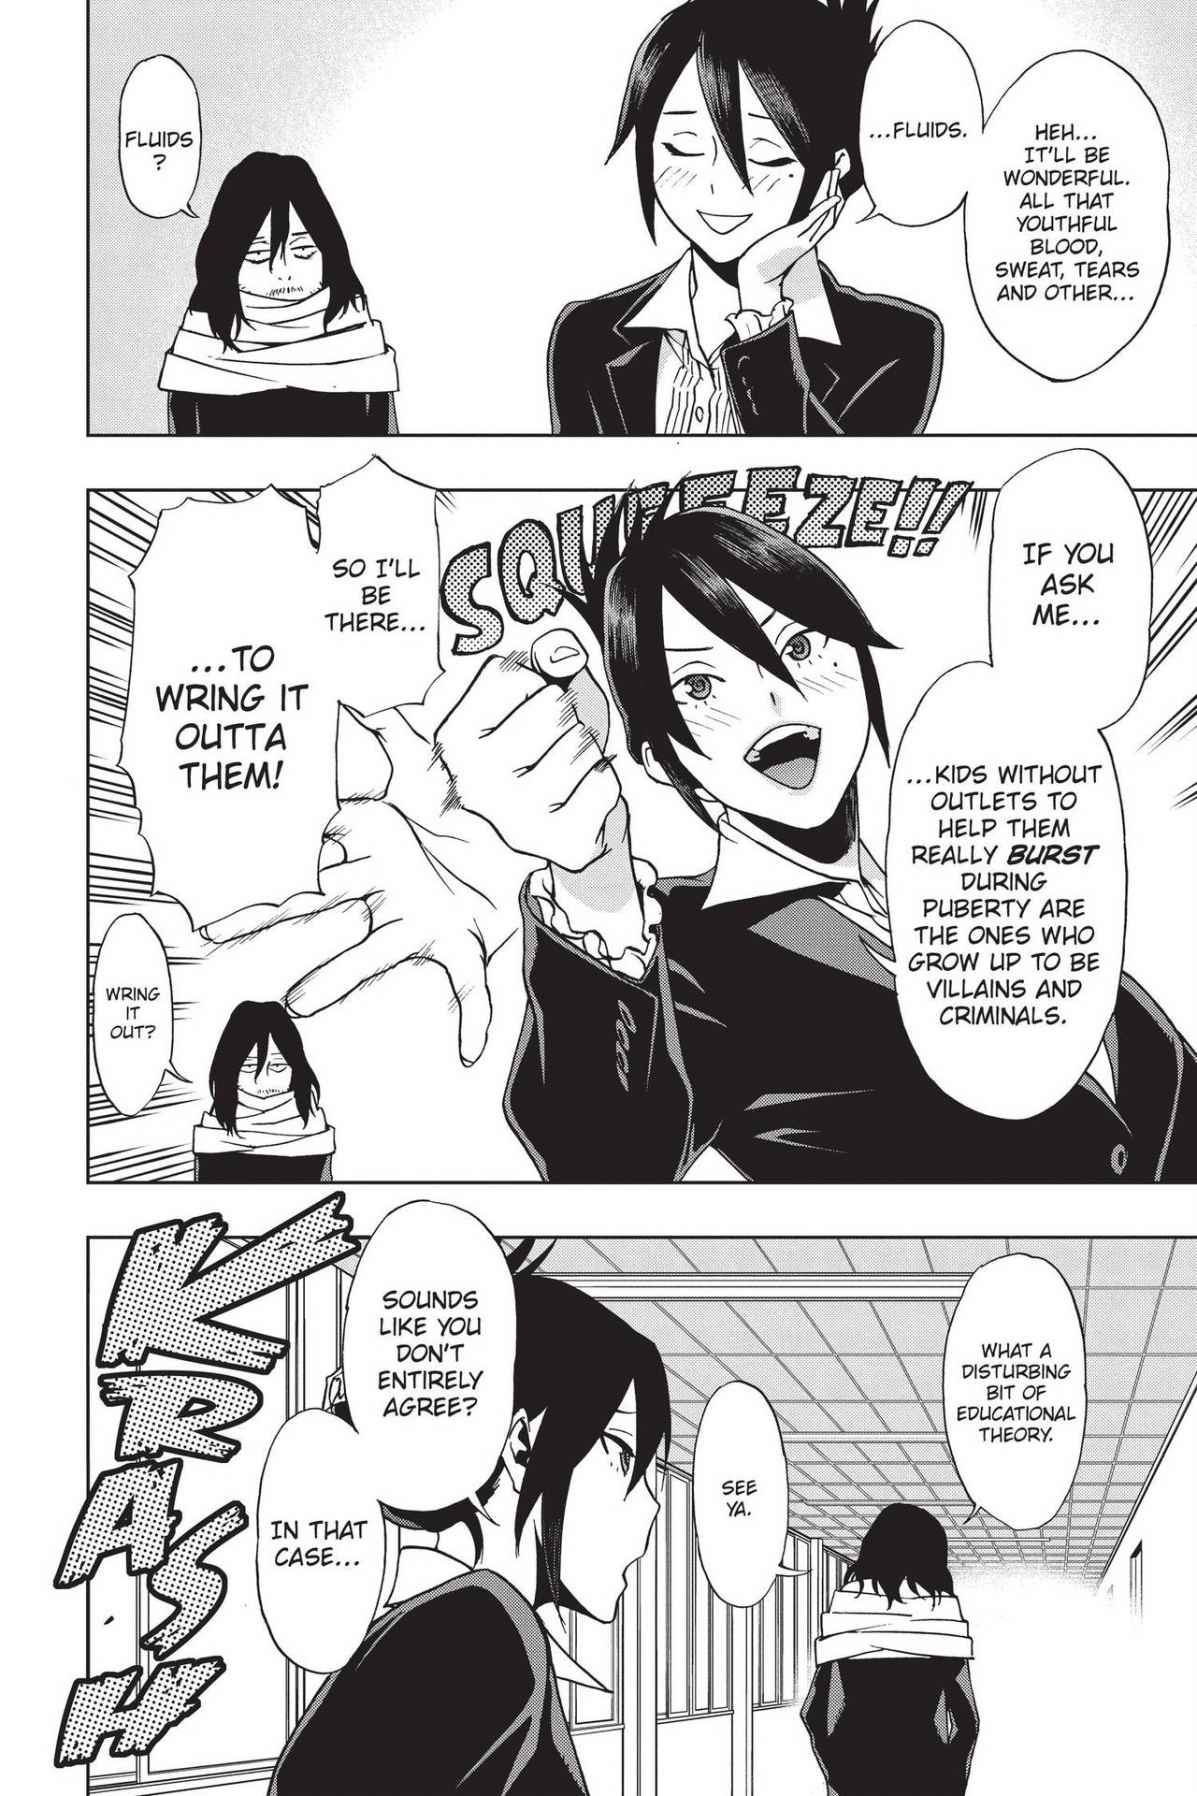 HEH...
IT'LL BE
WONDERFUL.
ALL THAT
YOUTHFUL
BLOOD,
SWEAT, TEARS
AND OTHER...
...FLUIDS.
FLUIDS
?
IF YOU
ASK
ME...
...KIDS WITHOUT
OUTLETS TO
HELP THEM
REALLY BURST
DURING
PUBERTY ARE
THE ONES WHO
GROW UP TO BE
VILLAINS AND
CRIMINALS.
SQUEEEZE!!
SO I'LL
BE
THERE...
...TO
WRING IT
OUTTA
THEM!
WRING
IT
OUT?
WHAT A
DISTURBING
BIT OF
EDUCATIONAL
THEORY.
SEE
YA.
SOUNDS
LIKE YOU
DON'T
ENTIRELY
AGREE?
IN THAT
CASE...
KRASH